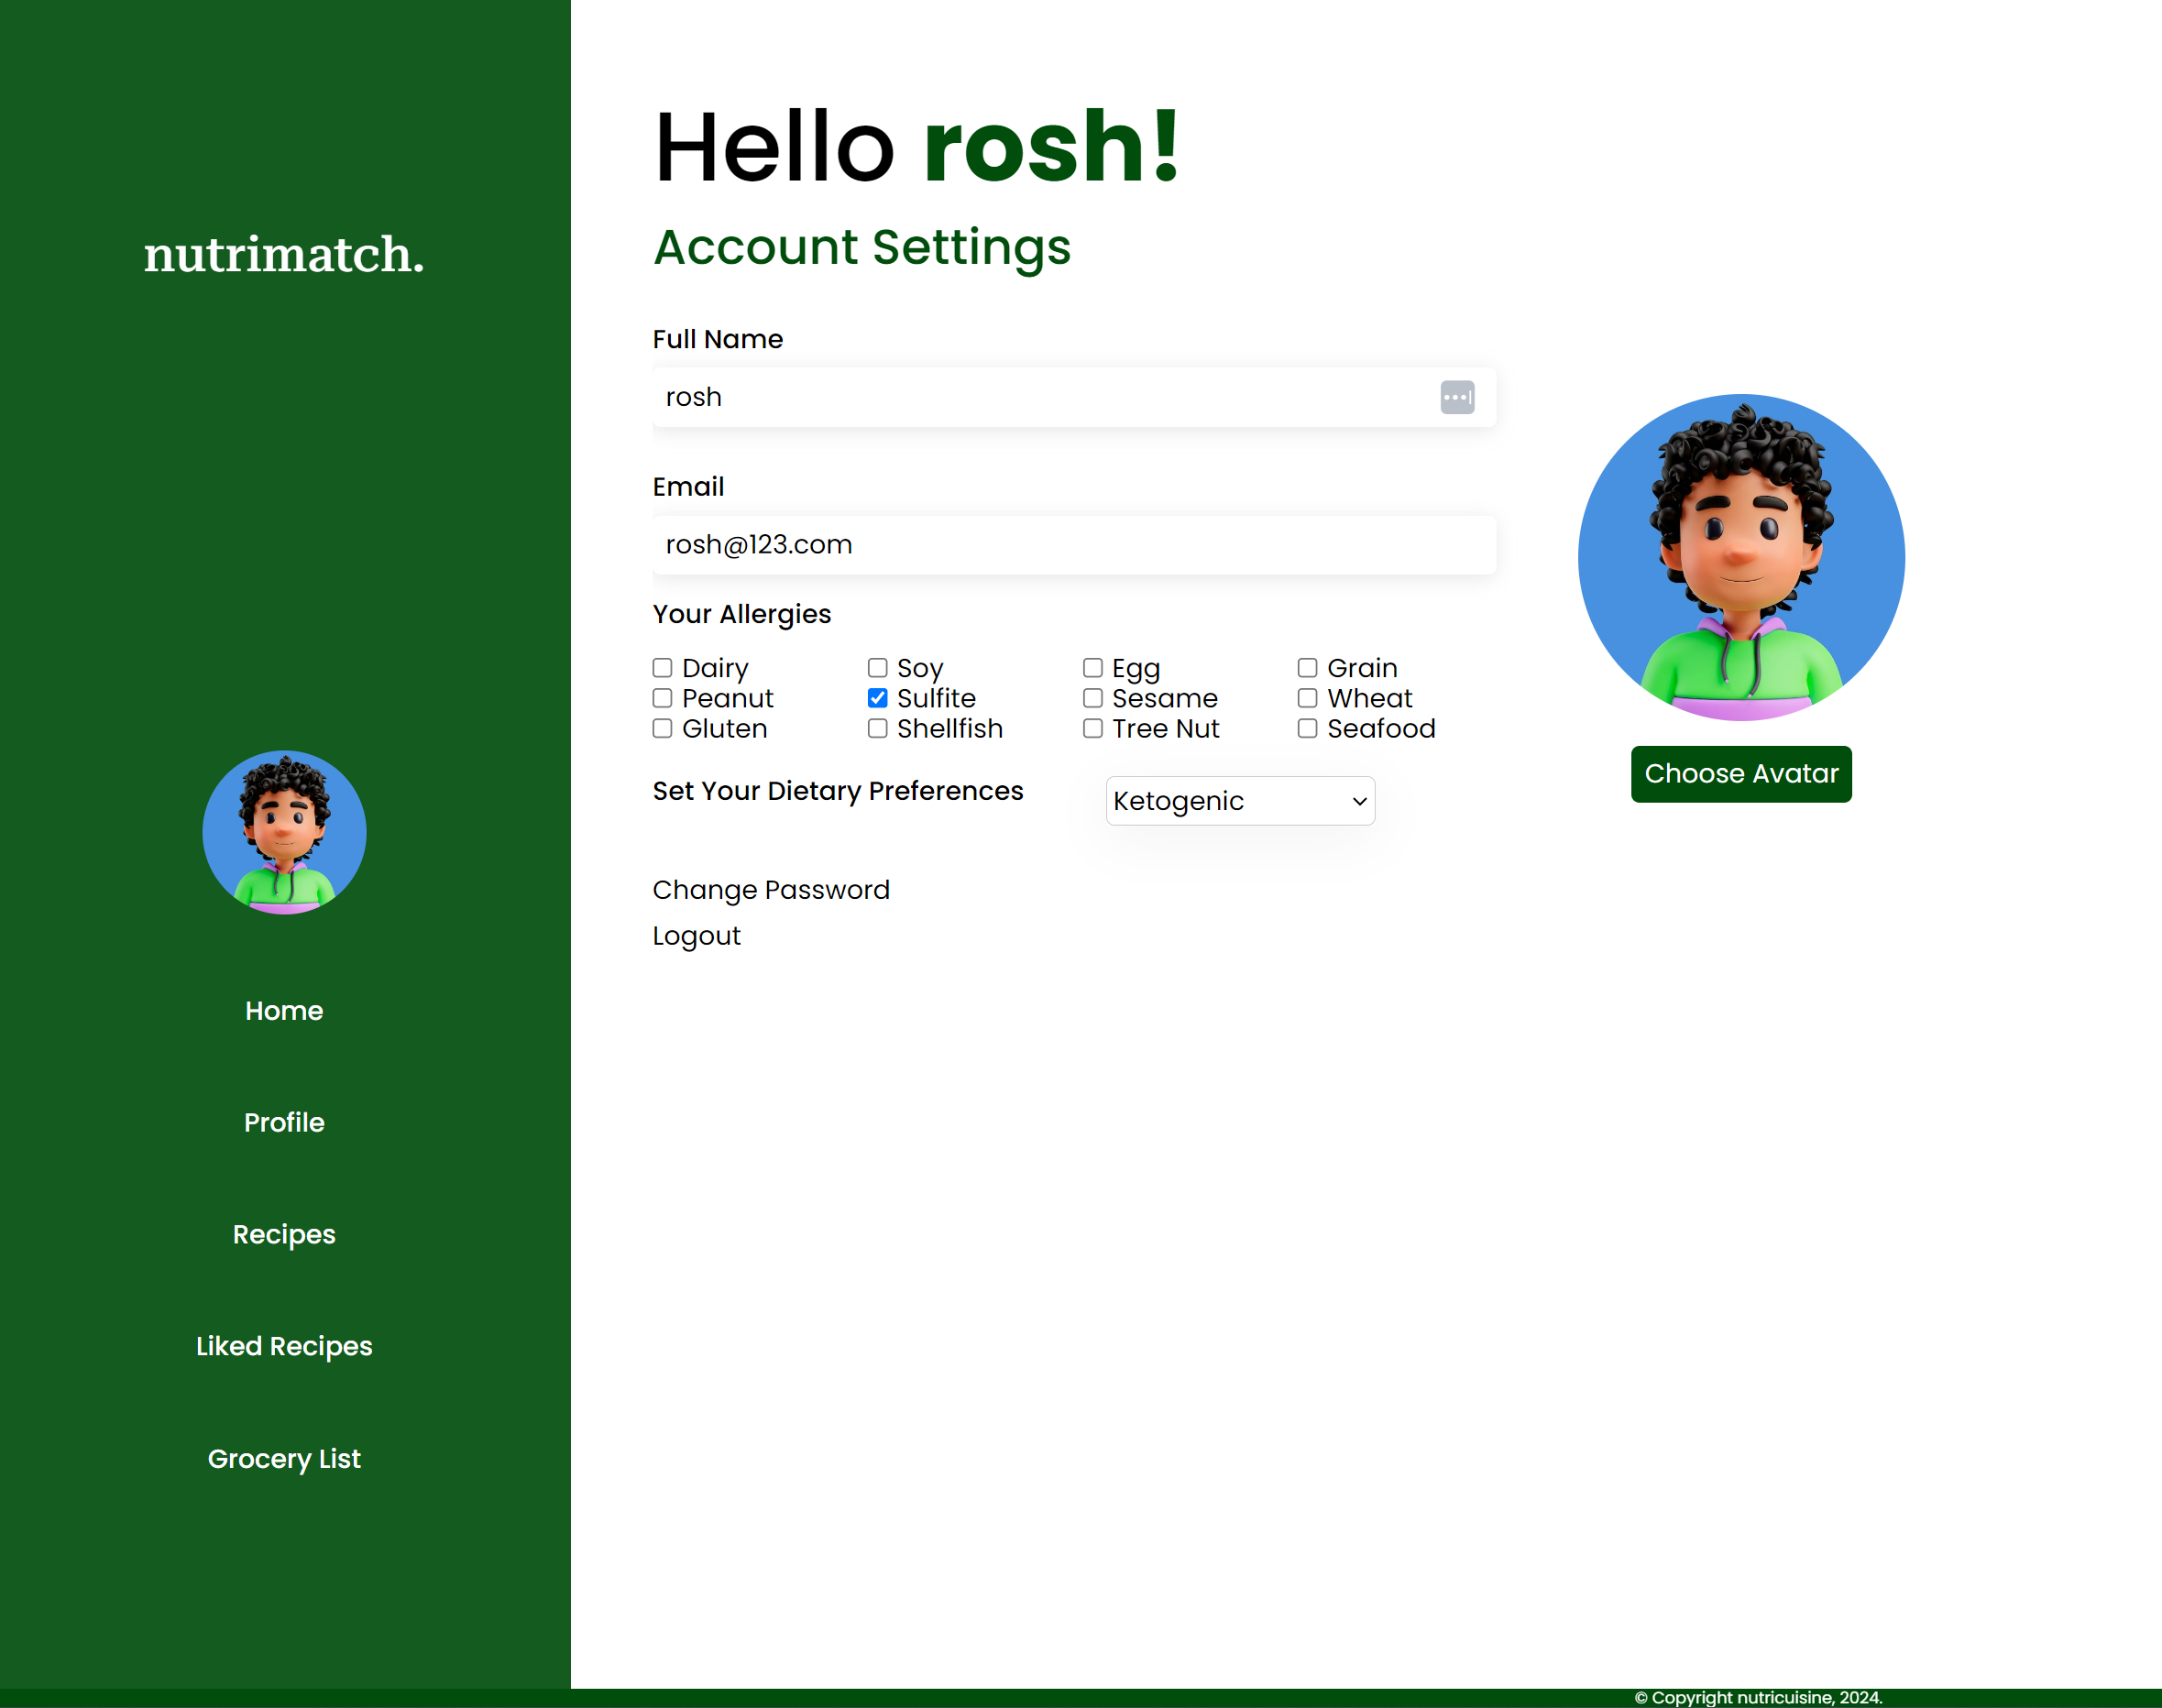 nutrimatch.
Home
Profile
Recipes
Liked Recipes
Grocery List
Hello rosh!
Account Settings
Full Name
rosh
Email
rosh@123.com
Your Allergies
Dairy Soy Egg Grain
Peanut Sulfite Sesame Wheat
Gluten Shellfish Tree Nut Seafood
Set Your Dietary Preferences Ketogenic
Change Password
Logout
Choose Avatar
© Copyright nutricuisine, 2024.